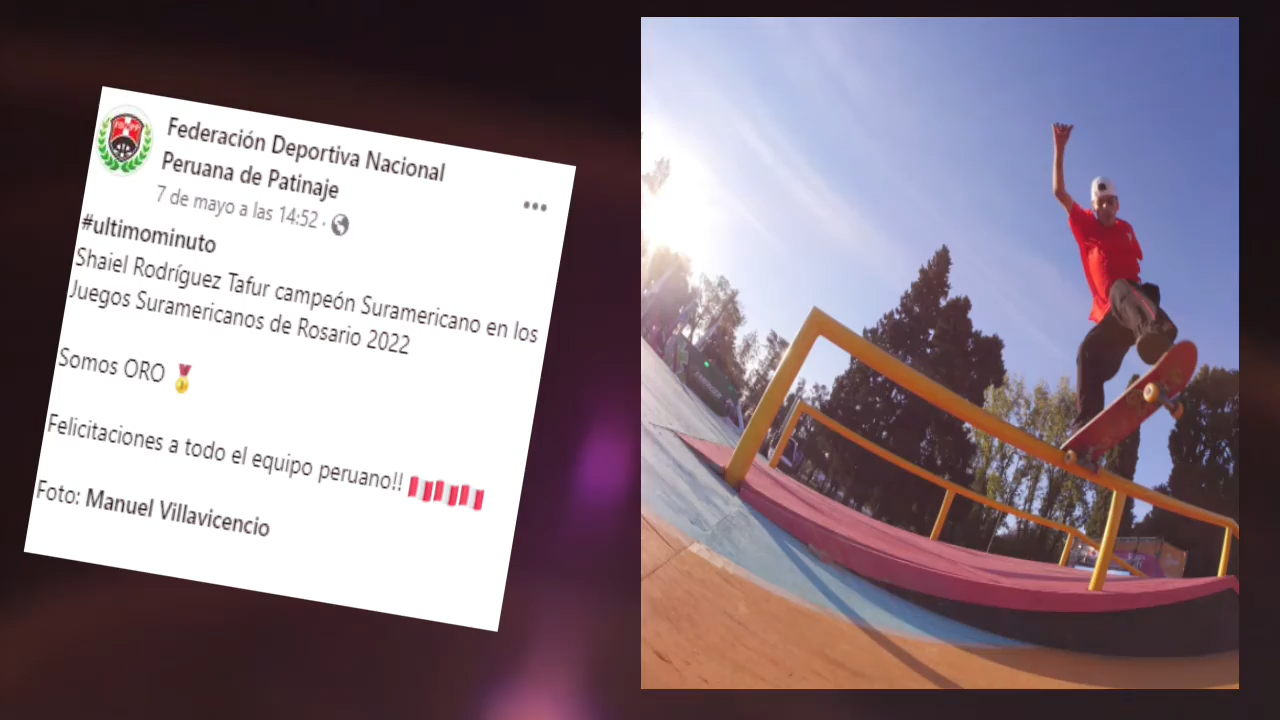 Federación Deportiva Nacional
Peruana de Patinaje
7 de mayo a las 14:52 ·
#ultimominuto
Shaiel Rodríguez Tafur campeón Suramericano en los
Juegos Suramericanos de Rosario 2022
Somos ORO 🏅
Felicitaciones a todo el equipo peruano!! 🇵🇪🇵🇪🇵🇪
Foto: Manuel Villavicencio